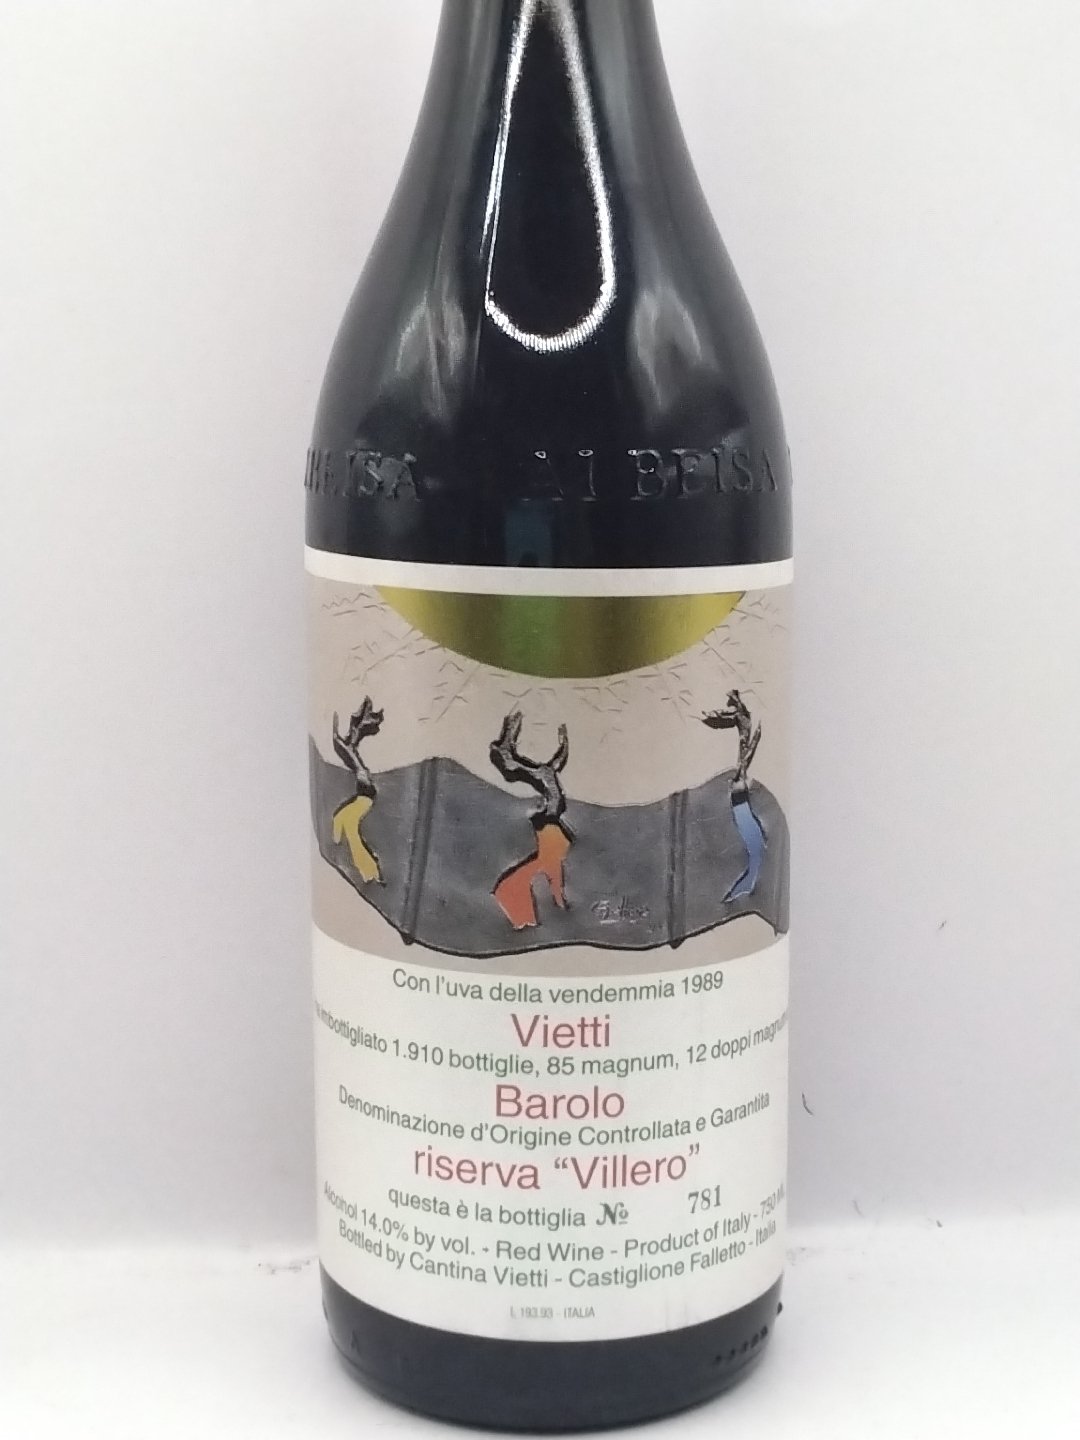 ALBEISA
Con l'uva della vendemmia 1989
Vietti
imbottigliato 1.910 bottiglie, 85 magnum, 12 doppi magnum
Barolo
Denominazione d'Origine Controllata e Garantita
riserva “Villero”
questa è la bottiglia № 781
Alcohol 14.0% by vol. - Red Wine - Product of Italy - 750 ML
Bottled by Cantina Vietti - Castiglione Falletto - Italia
L 193.93 - ITALIA